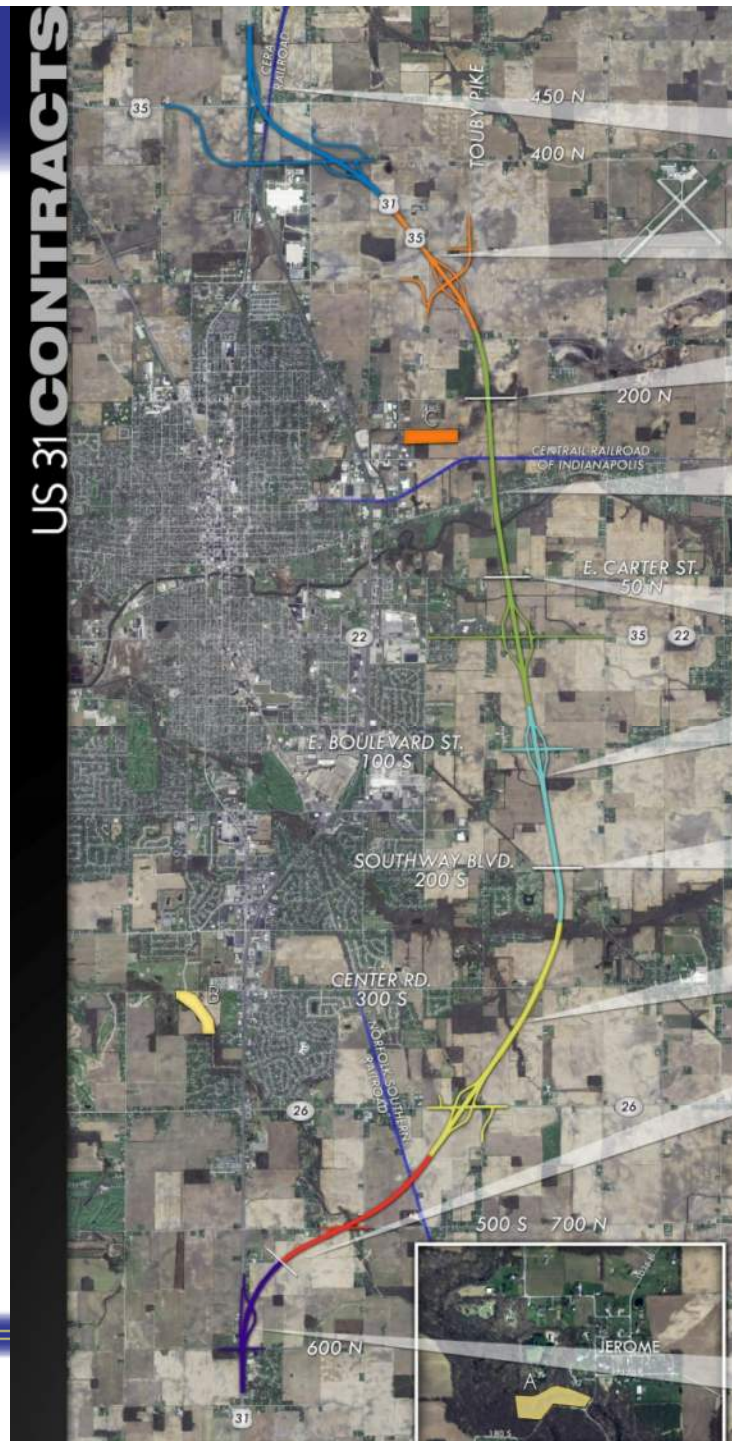 US 31 CONTRACTS
CERA
RAILROAD
TOUBY PIKE
450 N
35
400 N
31
35
200 N
C
CENTRAIL RAILROAD
OF INDIANAPOLIS
E. CARTER ST.
50 N
22
35
22
E. BOULEVARD ST.
100 S
SOUTHWAY BLVD.
200 S
CENTER RD.
300 S
NORFOLK SOUTHERN
RAILROAD
26
26
500 S 700 N
600 N
31
JEROME
A
180 S